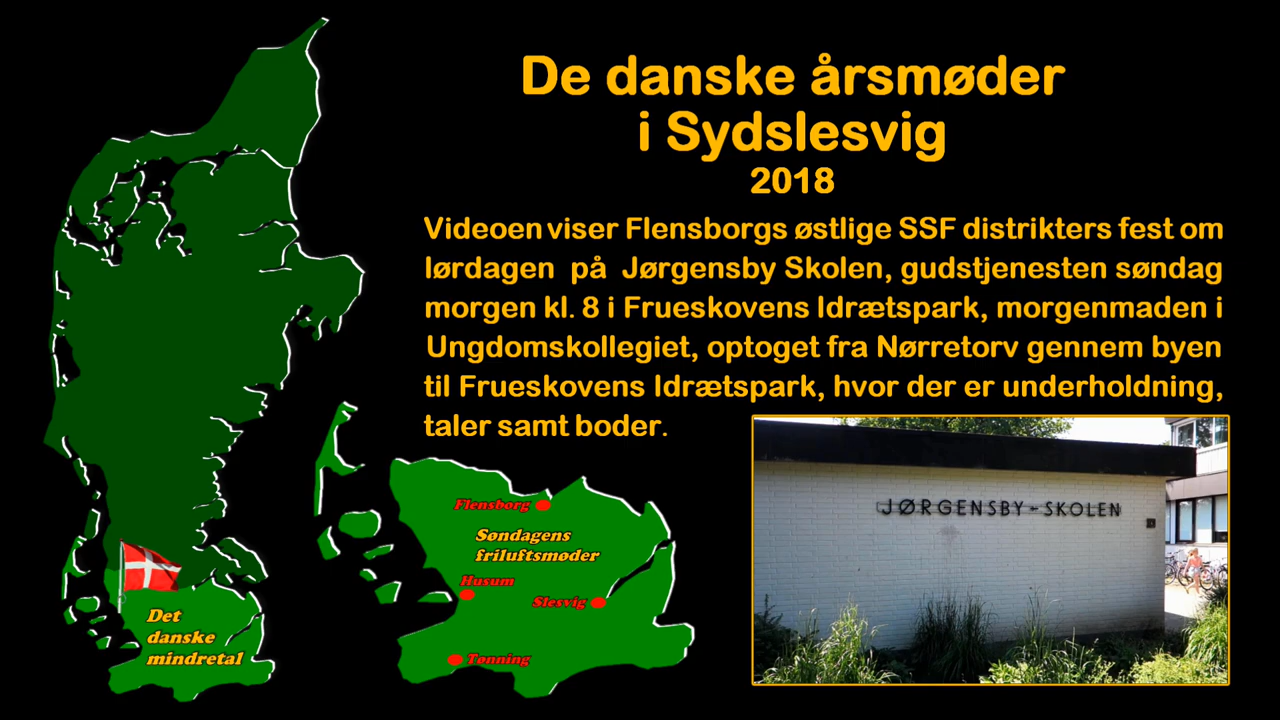 De danske årsmøder
i Sydslesvig
2018
Videoen viser Flensborgs østlige SSF distrikters fest om
lørdagen på Jørgensby Skolen, gudstjenesten søndag
morgen kl. 8 i Frueskovens Idrætspark, morgenmaden i
Ungdomskollegiet, optoget fra Nørretorv gennem byen
til Frueskovens Idrætspark, hvor der er underholdning,
taler samt boder.
JØRGENSBY-SKOLEN
Flensborg
Søndagens
friluftsmøder
Husum
Slesvig
Tønning
Det
danske
mindretal